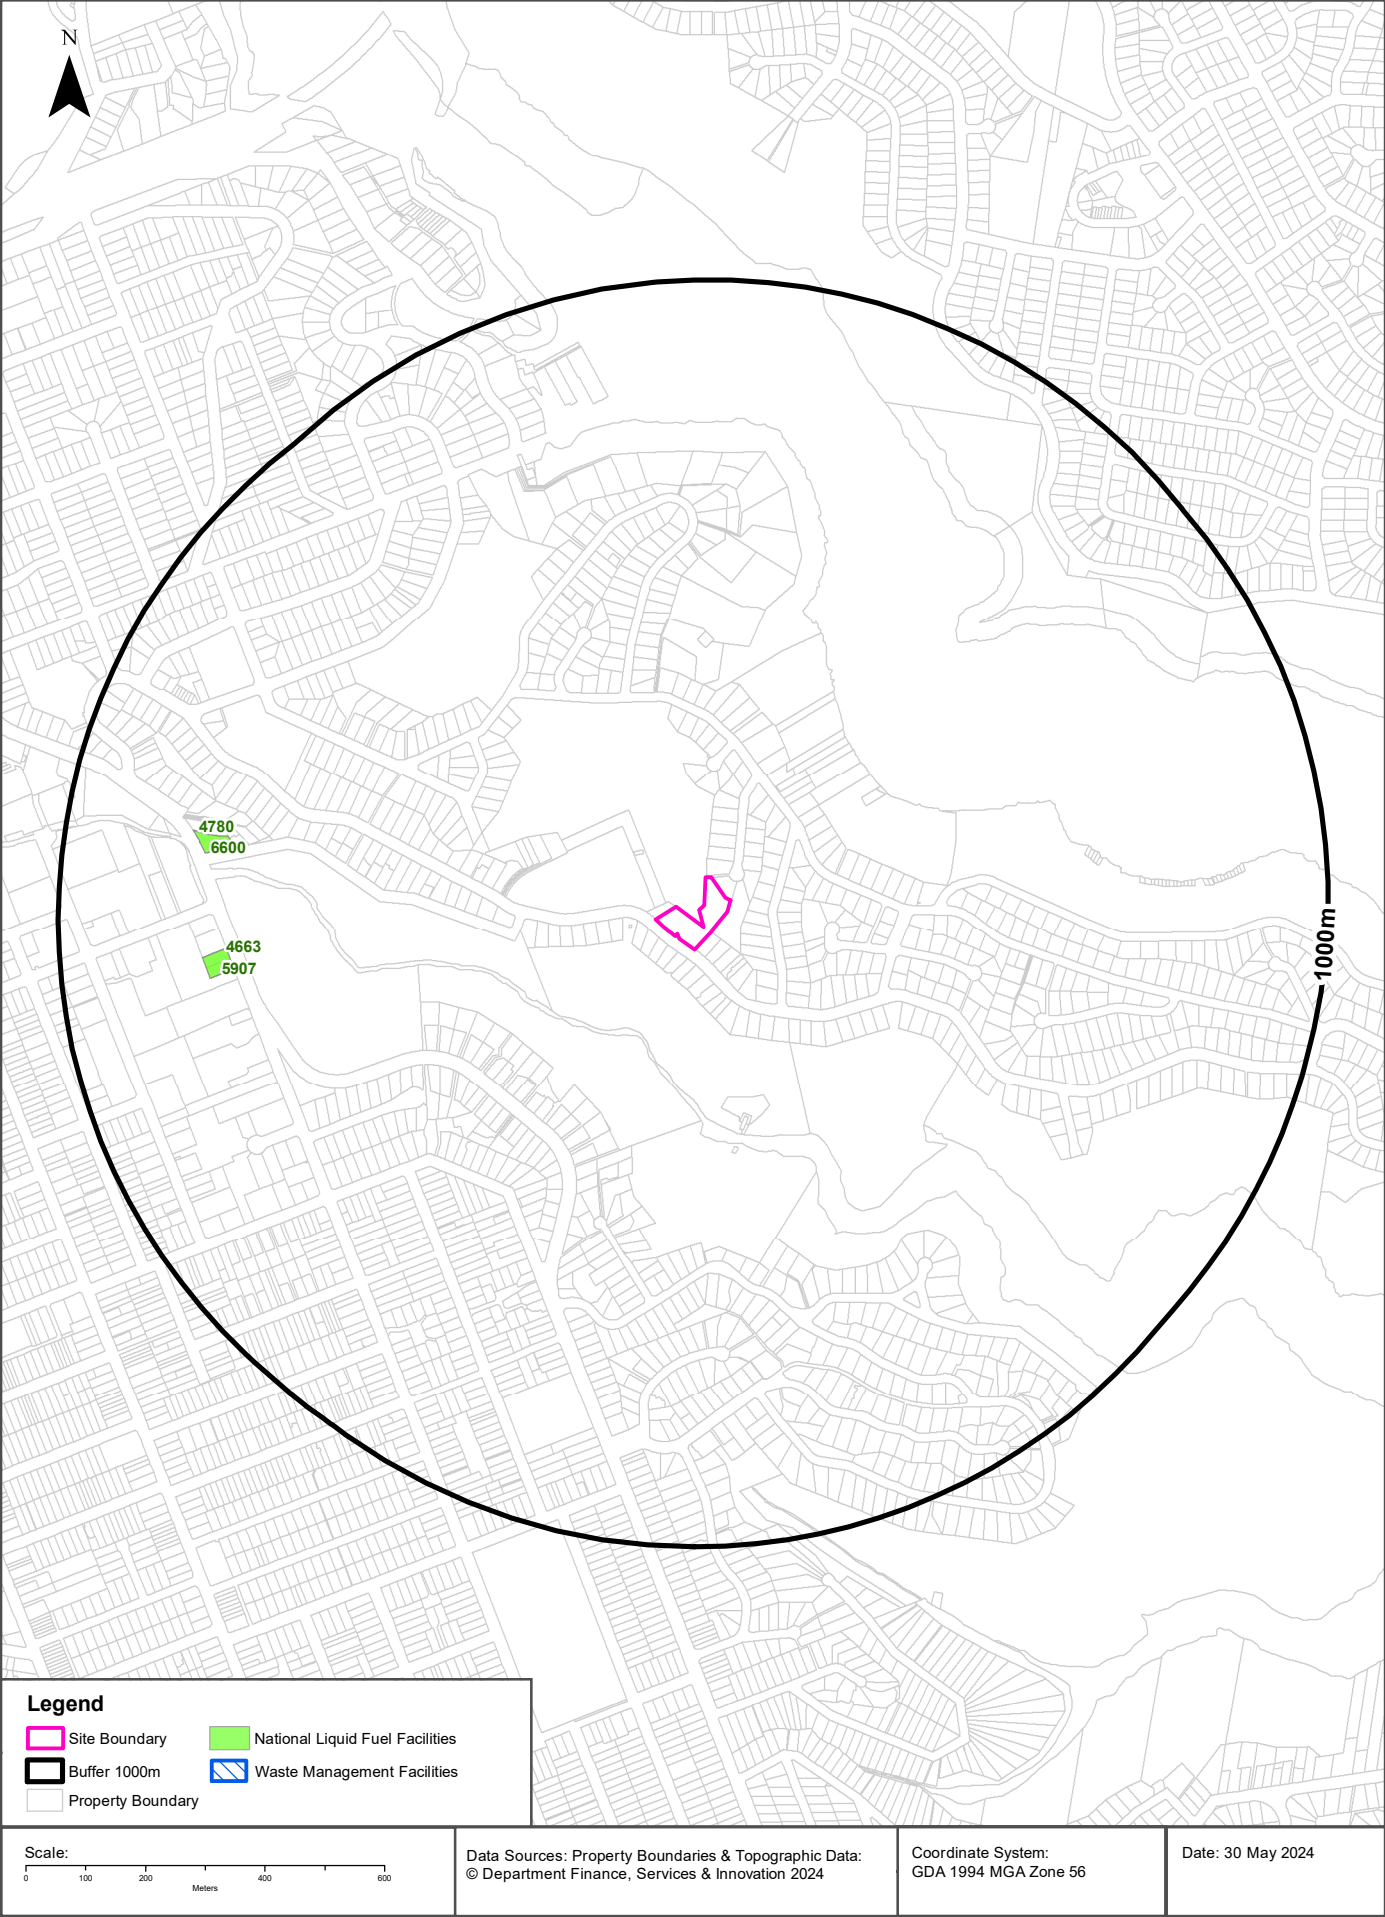 N
4780
6600
4663
5907
1000m
Legend
Site Boundary
National Liquid Fuel Facilities
Buffer 1000m
Waste Management Facilities
Property Boundary
Scale:
0 100 200 400 600
Meters
Data Sources: Property Boundaries & Topographic Data:
© Department Finance, Services & Innovation 2024
Coordinate System:
GDA 1994 MGA Zone 56
Date: 30 May 2024